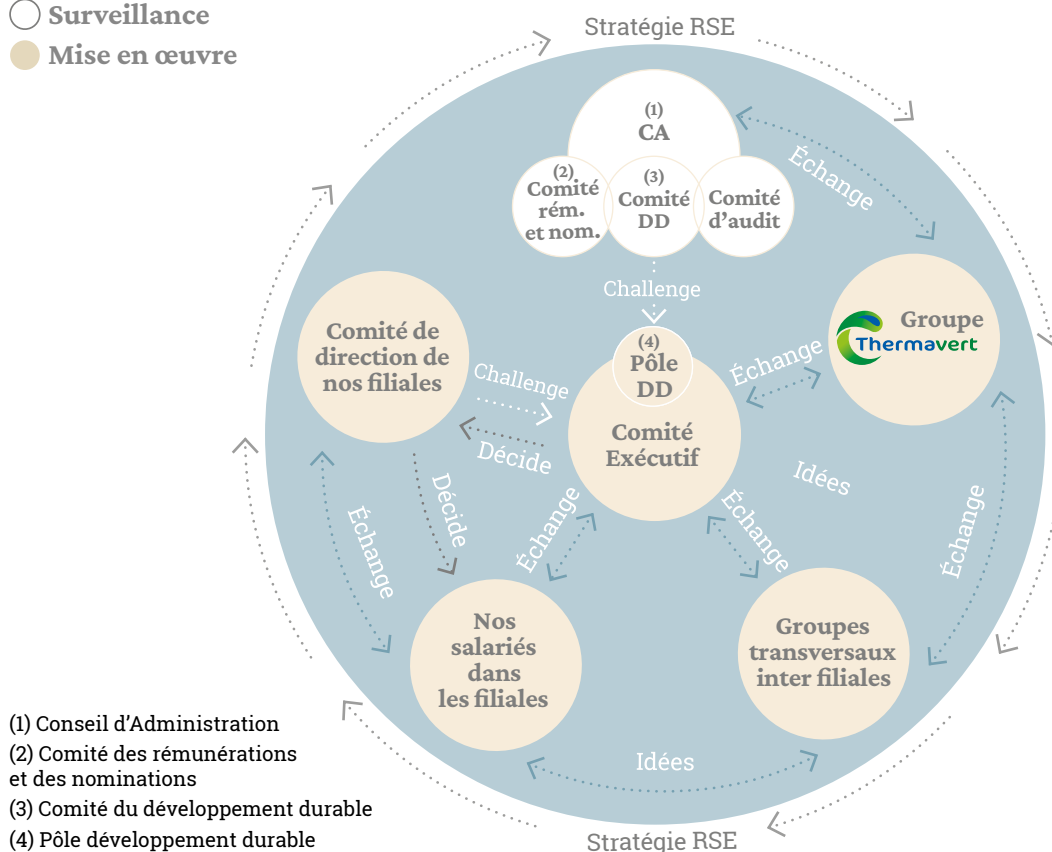 Surveillance
Mise en œuvre
Stratégie RSE
(1)
CA
(2)
Comité
rém.
et nom.
(3)
Comité
DD
Comité
d’audit
Échange
Challenge
Comité de
direction de
nos filiales
Challenge
Décide
(4)
Pôle
DD
Comité
Exécutif
Échange
Groupe
Thermavert
Idées
Décide
Échange
Échange
Échange
Échange
Nos
salariés
dans
les filiales
Groupes
transversaux
inter filiales
Idées
Stratégie RSE
(1) Conseil d’Administration
(2) Comité des rémunérations
et des nominations
(3) Comité du développement durable
(4) Pôle développement durable